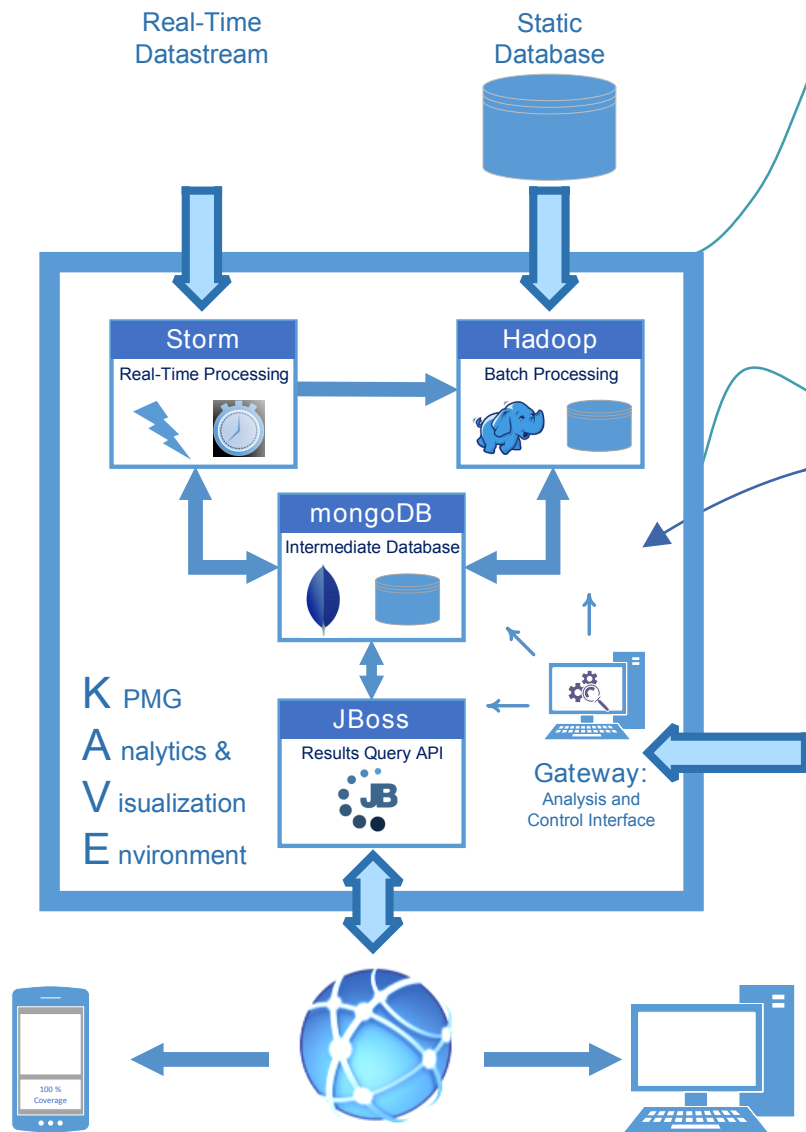 Real-Time
Datastream
Static
Database
Storm
Real-Time Processing
Hadoop
Batch Processing
mongoDB
Intermediate Database
JBoss
Results Query API
JB
K PMG
A nalytics &
V isualization
E nvironment
Gateway:
Analysis and
Control Interface
100 %
Coverage